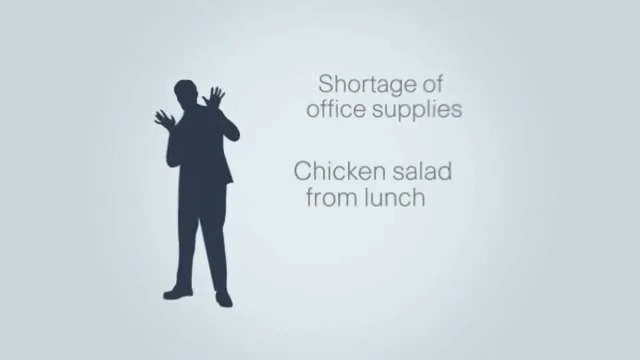 Shortage of
office supplies
Chicken salad
from lunch